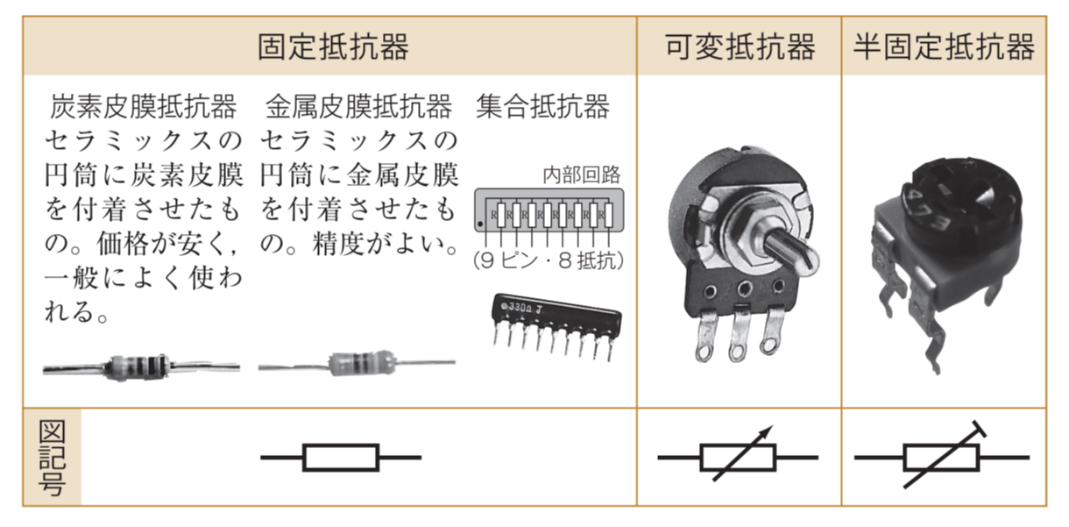 固定抵抗器
可変抵抗器
半固定抵抗器
炭素皮膜抵抗器
セラミックスの
円筒に炭素皮膜
を付着させたも
の。価格が安く，
一般によく使わ
れる。
金属皮膜抵抗器
セラミックスの
円筒に金属皮膜
を付着させたも
の。精度がよい。
集合抵抗器
内部回路
R R R R R R R R
(9ピン・8抵抗)
330Ω J
図記号